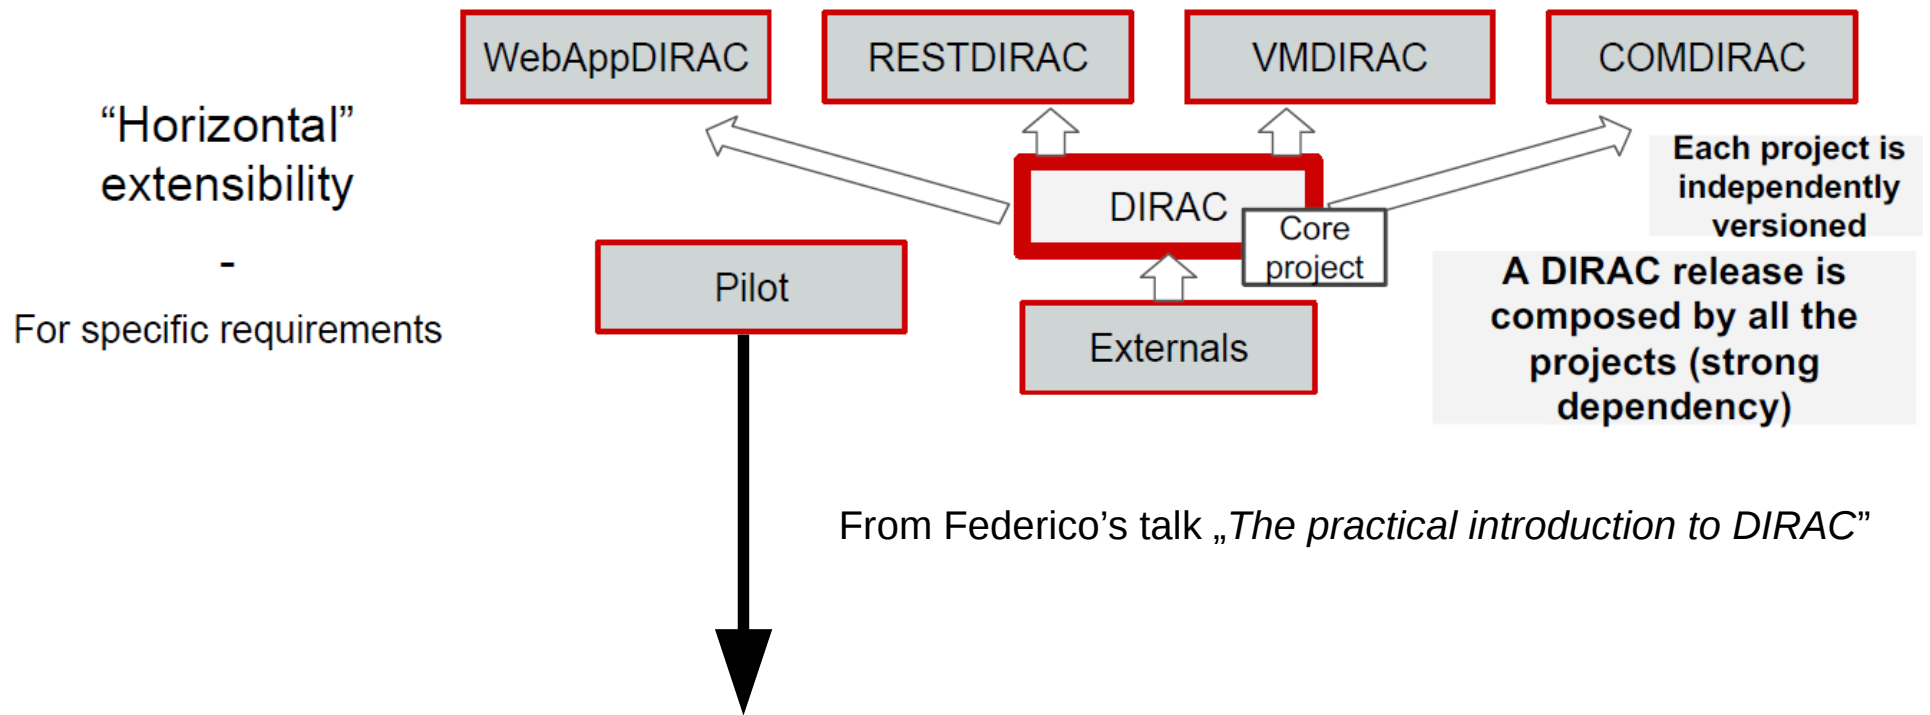 WebAppDIRAC
RESTDIRAC
VMDIRAC
COMDIRAC
“Horizontal”
extensibility
-
For specific requirements
Each project is
independently
versioned
DIRAC
Core
project
Pilot
Externals
A DIRAC release is
composed by all the
projects (strong
dependency)
From Federico’s talk „The practical introduction to DIRAC”